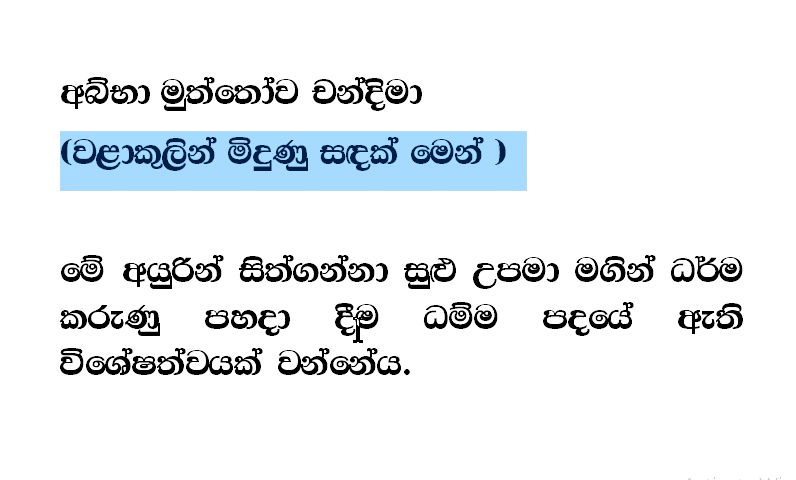 අබ්භා මුත්තෝව චන්දිමා
(වළාකුලින් මිදුණු සඳක් මෙන් )
මේ අයුරින් සිත්ගන්නා සුළු උපමා මගින් ධර්ම
කරුණු පහදා දීම ධම්ම පදයේ ඇති
විශේෂත්වයක් වන්නේය.